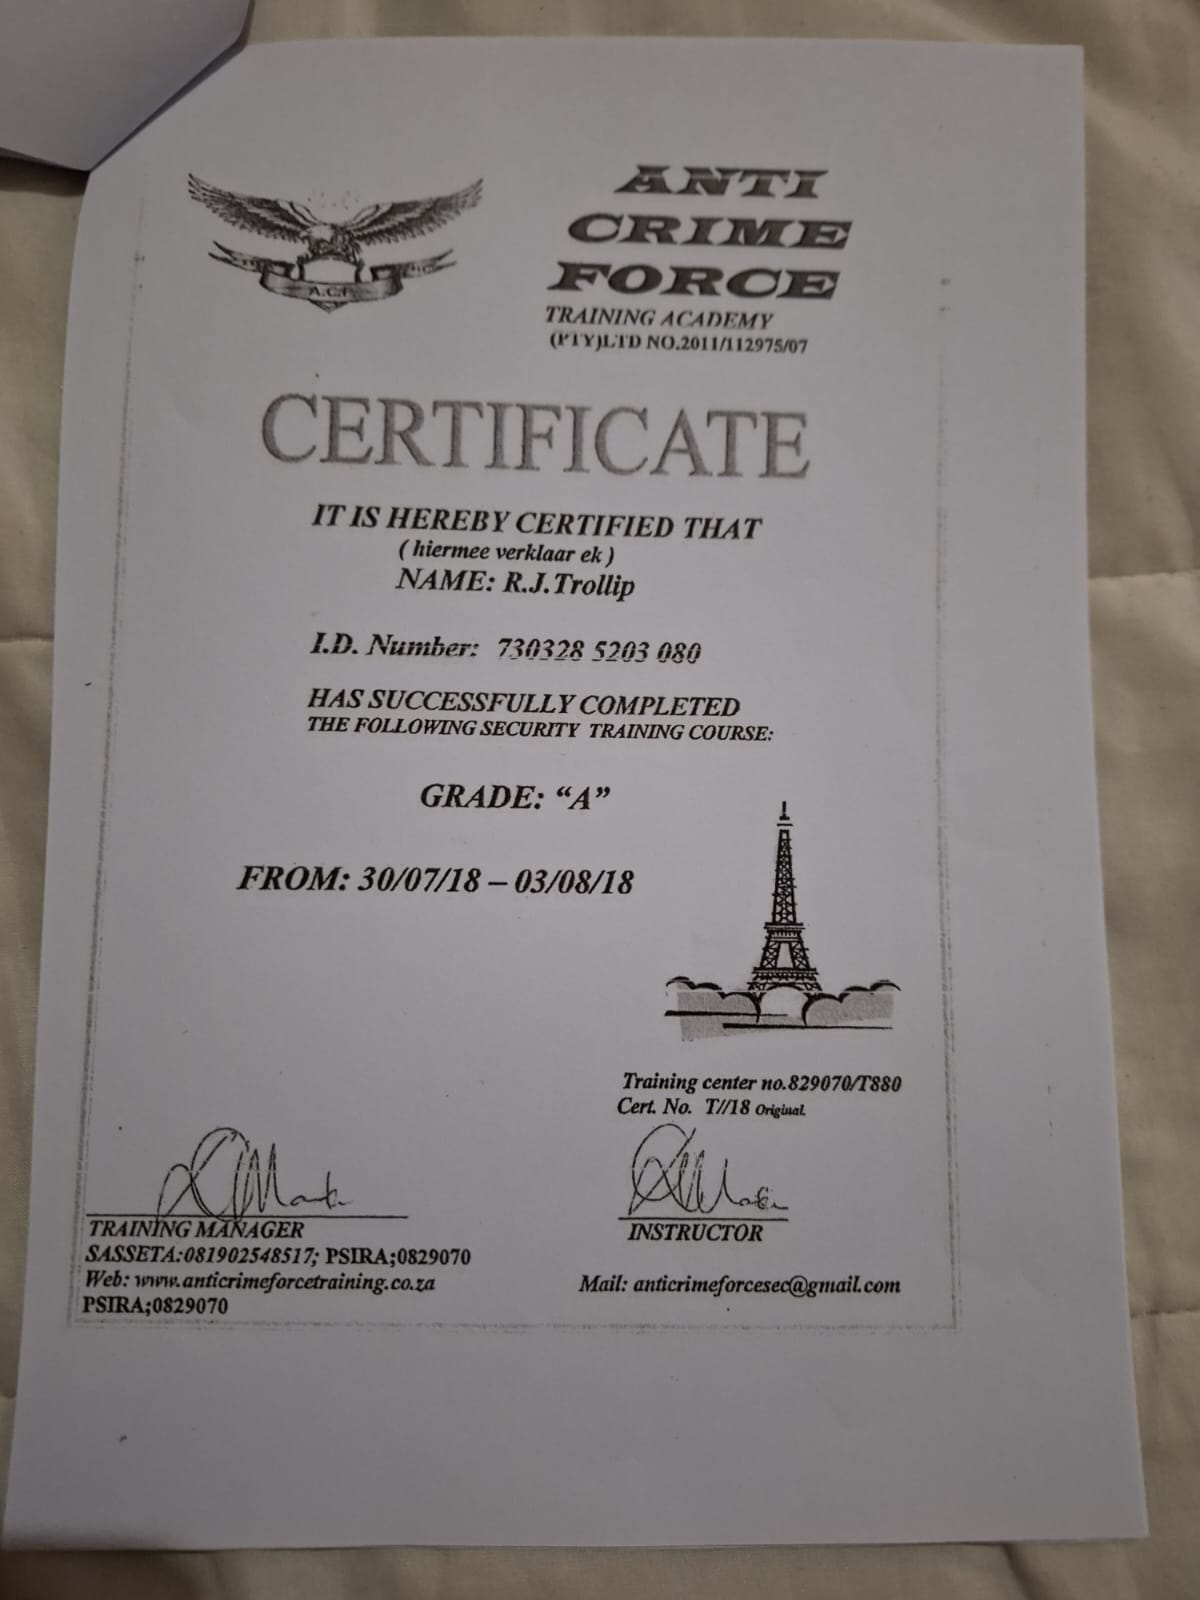 A.C.F.
ANTI
CRIME
FORCE
TRAINING ACADEMY
(PTY)LTD NO.2011/112975/07
CERTIFICATE
IT IS HEREBY CERTIFIED THAT
( hiermee verklaar ek )
NAME: R.J.Trollip
I.D. Number: 730328 5203 080
HAS SUCCESSFULLY COMPLETED
THE FOLLOWING SECURITY TRAINING COURSE:
GRADE: “A”
FROM: 30/07/18 – 03/08/18
Training center no.829070/T880
Cert. No. T//18 Original.
TRAINING MANAGER
SASSETA:081902548517; PSIRA;0829070
Web: www.anticrimeforcetraining.co.za
PSIRA;0829070
INSTRUCTOR
Mail: anticrimeforcesec@gmail.com